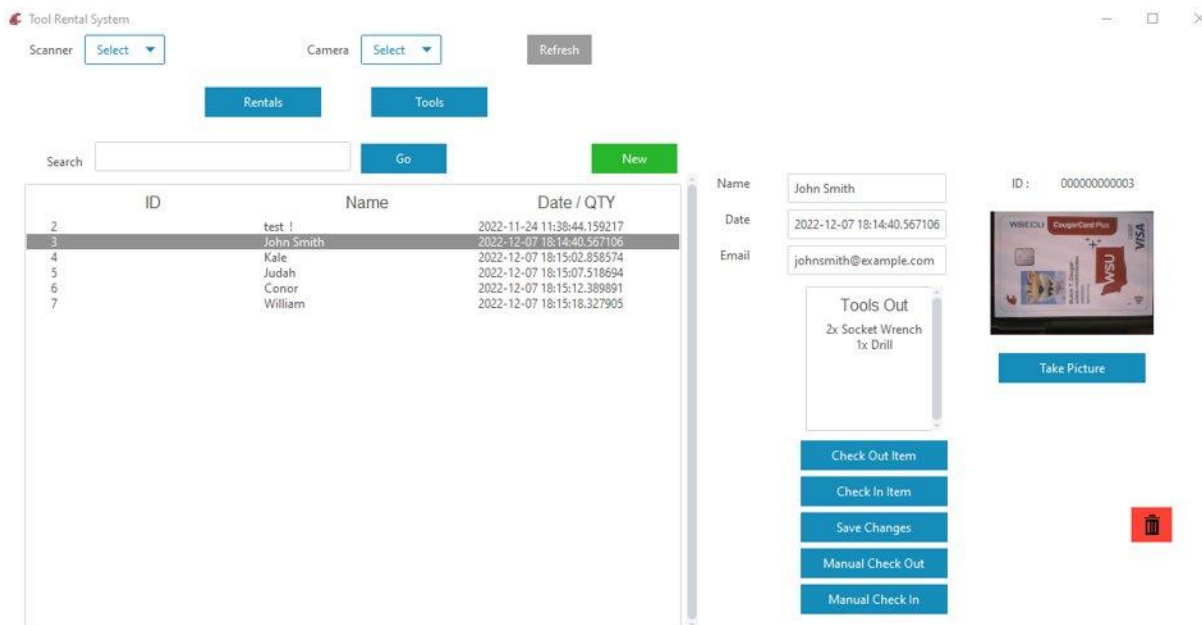 Tool Rental System
Scanner Select Camera Select Refresh
Rentals Tools
Search Go New
ID Name Date / QTY
2 test ! 2022-11-24 11:38:44.159217
3 John Smith 2022-12-07 18:14:40.567106
4 Kale 2022-12-07 18:15:02.858574
5 Judah 2022-12-07 18:15:07.518694
6 Conor 2022-12-07 18:15:12.389891
7 William 2022-12-07 18:15:18.327905
Name John Smith
Date 2022-12-07 18:14:40.567106
Email johnsmith@example.com
Tools Out
2x Socket Wrench
1x Drill
Check Out Item
Check In Item
Save Changes
Manual Check Out
Manual Check In
ID : 000000000003
WSECU CougarCard Plus
VISA
WSU
Take Picture